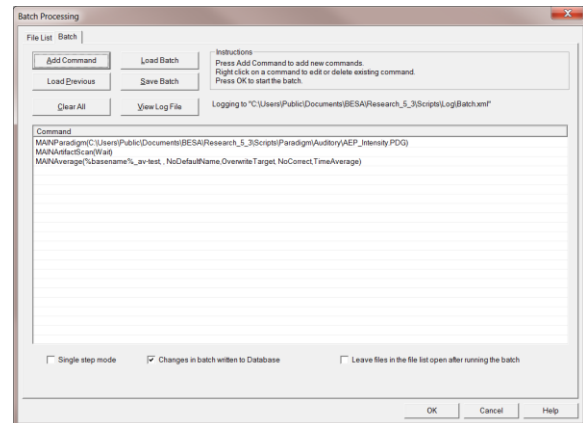 Batch Processing
File List Batch
Add Command Load Batch
Load Previous Save Batch
Clear All View Log File
Instructions
Press Add Command to add new commands.
Right click on a command to edit or delete existing command.
Press OK to start the batch.
Logging to "C:\Users\Public\Documents\BESA\Research_5_3\Scripts\Log\Batch.xml"
Command
MAINParadigm(C:\Users\Public\Documents\BESA\Research_5_3\Scripts\Paradigm\Auditory\AEP_Intensity.PDG)
MAINArtifactScan(Wait)
MAINAverage(%basename%_av-test, , NoDefaultName,OverwriteTarget, NoCorrect,TimeAverage)
Single step mode Changes in batch written to Database Leave files in the file list open after running the batch
OK Cancel Help